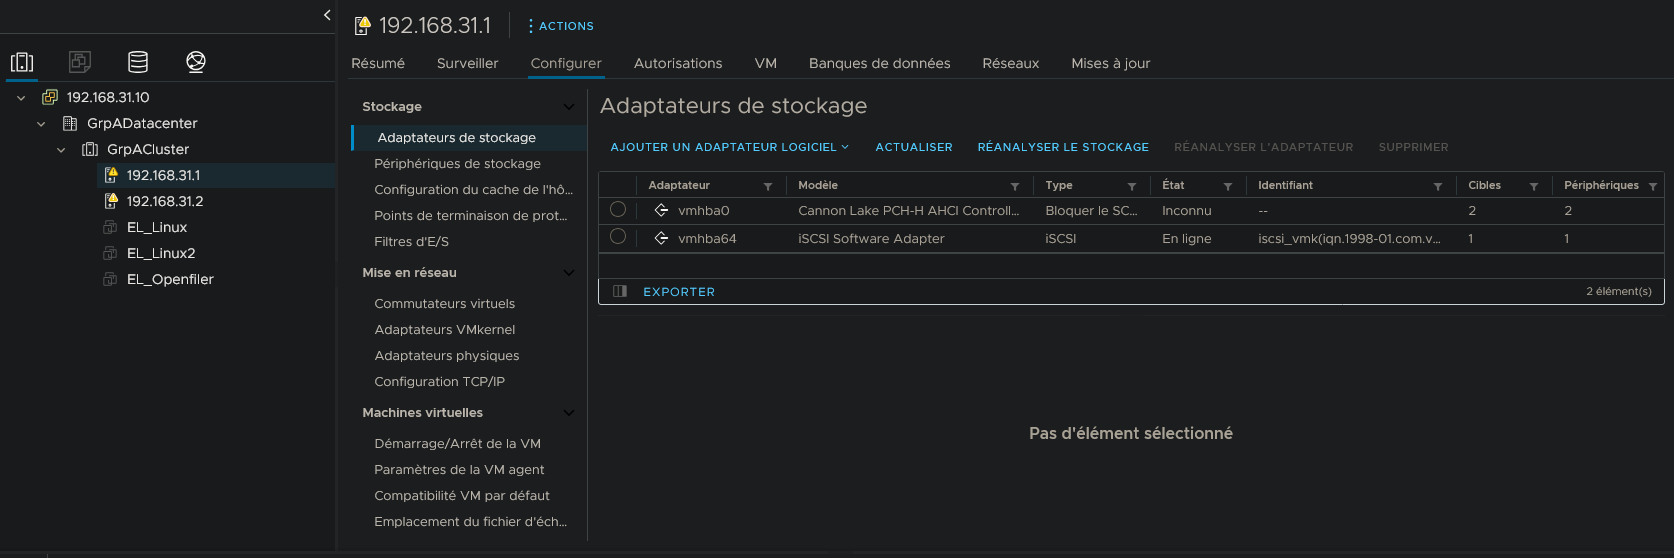 192.168.31.1
ACTIONS
Résumé Surveiller Configurer Autorisations VM Banques de données Réseaux Mises à jour
192.168.31.10
GrpADatacenter
GrpACluster
192.168.31.1
192.168.31.2
EL_Linux
EL_Linux2
EL_Openfiler
Stockage
Adaptateurs de stockage
Périphériques de stockage
Configuration du cache de l'hô...
Points de terminaison de prot...
Filtres d'E/S
Mise en réseau
Commutateurs virtuels
Adaptateurs VMkernel
Adaptateurs physiques
Configuration TCP/IP
Machines virtuelles
Démarrage/Arrêt de la VM
Paramètres de la VM agent
Compatibilité VM par défaut
Emplacement du fichier d'éch...
Adaptateurs de stockage
AJOUTER UN ADAPTATEUR LOGICIEL ACTUALISER RÉANALYSER LE STOCKAGE RÉANALYSER L'ADAPTATEUR SUPPRIMER
Adaptateur Modèle Type État Identifiant Cibles Périphériques
vmhba0 Cannon Lake PCH-H AHCI Controll... Bloquer le SC... Inconnu -- 2 2
vmhba64 iSCSI Software Adapter iSCSI En ligne iscsi_vmk(iqn.1998-01.com.v... 1 1
EXPORTER 2 élément(s)
Pas d'élément sélectionné